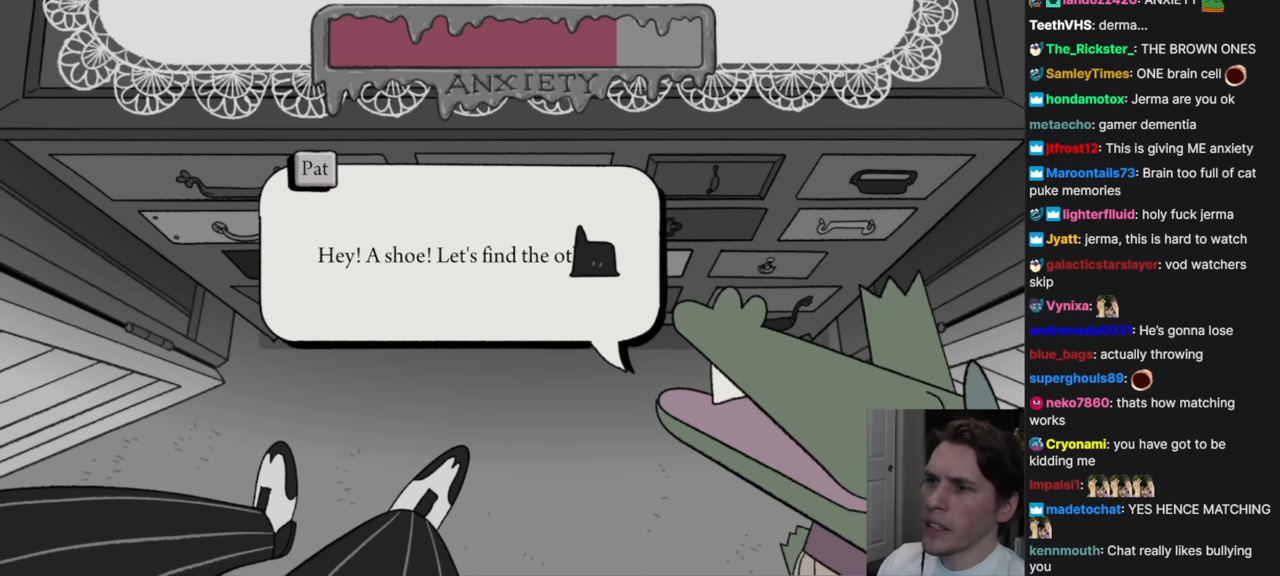 ANXIETY
Pat
Hey! A shoe! Let's find the ot
TeethVHS: derma...
The_Rickster_: THE BROWN ONES
SamleyTimes: ONE brain cell
hondamotox: Jerma are you ok
metaecho: gamer dementia
jtfrost12: This is giving ME anxiety
Maroontails73: Brain too full of cat
puke memories
lighterflluid: holy fuck jerma
Jyatt: jerma, this is hard to watch
galacticstarslayer: vod watchers
skip
Vynixa:
andromeda0031: He's gonna lose
blue_bags: actually throwing
superghouls89:
neko7860: thats how matching
works
Cryonami: you have got to be
kidding me
Impalsi1:
madetochat: YES HENCE MATCHING
kennmouth: Chat really likes bullying
you